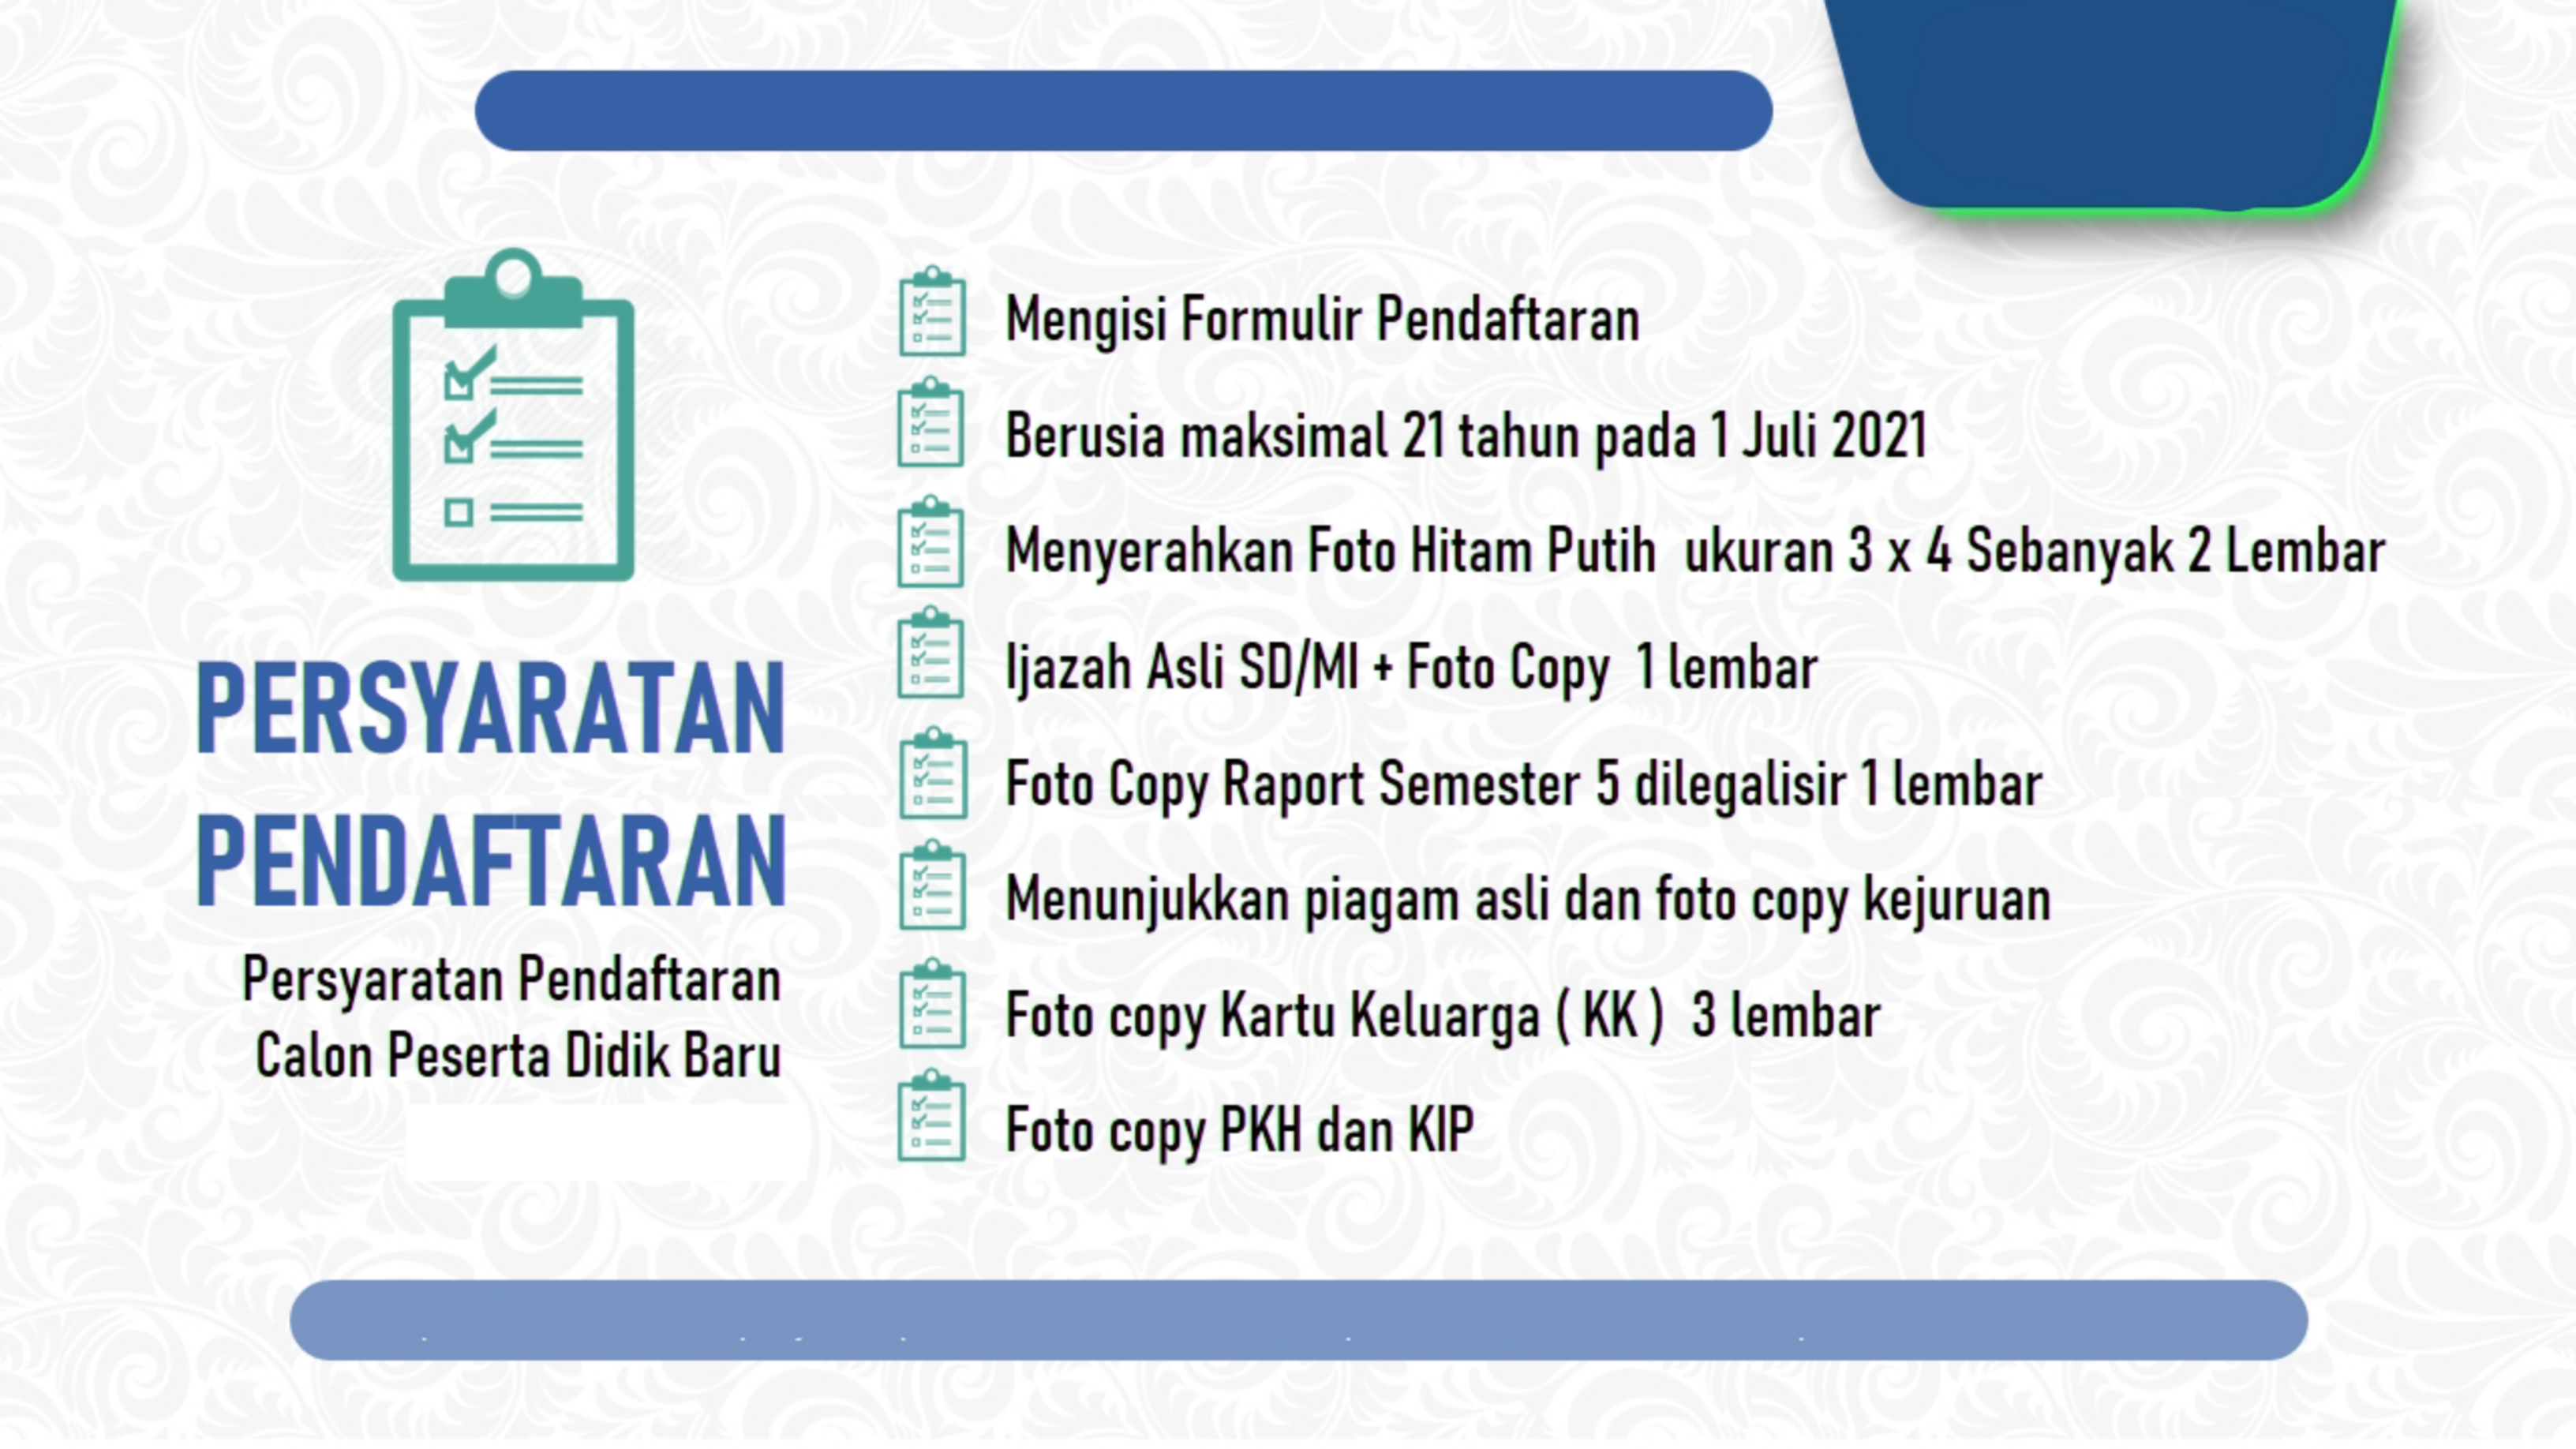 PERSYARATAN
PENDAFTARAN
Persyaratan Pendaftaran
Calon Peserta Didik Baru
Mengisi Formulir Pendaftaran
Berusia maksimal 21 tahun pada 1 Juli 2021
Menyerahkan Foto Hitam Putih ukuran 3 x 4 Sebanyak 2 Lembar
Ijazah Asli SD/MI + Foto Copy 1 lembar
Foto Copy Raport Semester 5 dilegalisir 1 lembar
Menunjukkan piagam asli dan foto copy kejuruan
Foto copy Kartu Keluarga ( KK ) 3 lembar
Foto copy PKH dan KIP